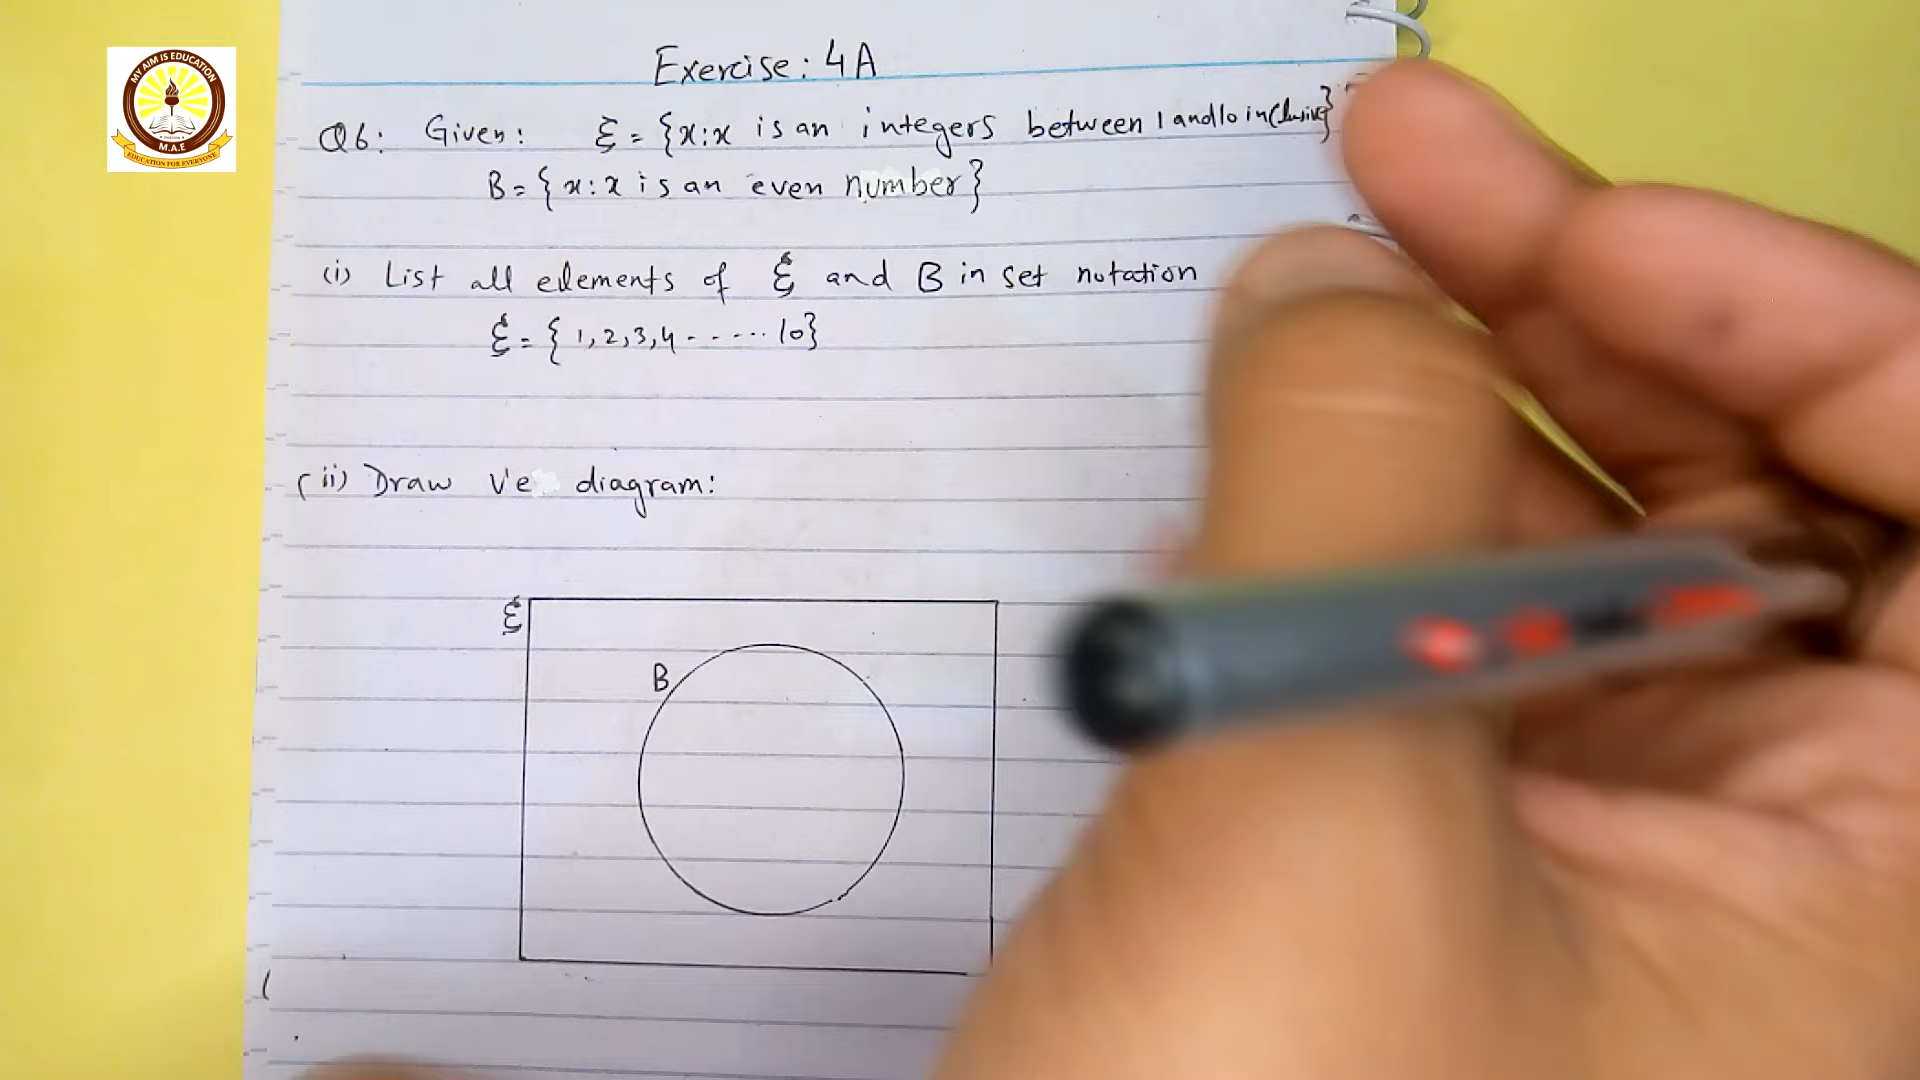 MY AIM IS EDUCATION
M.A.E
EDUCATION FOR EVERYONE
Exercise: 4A
Q6: Given: ξ = {x:x is an integers between 1 and 10 inclusive}
B = {x:x is an even number}
(i) List all elements of ξ and B in set notation
ξ = { 1, 2, 3, 4 - - - - - - 10}
(ii) Draw Ve diagram:
ξ
B